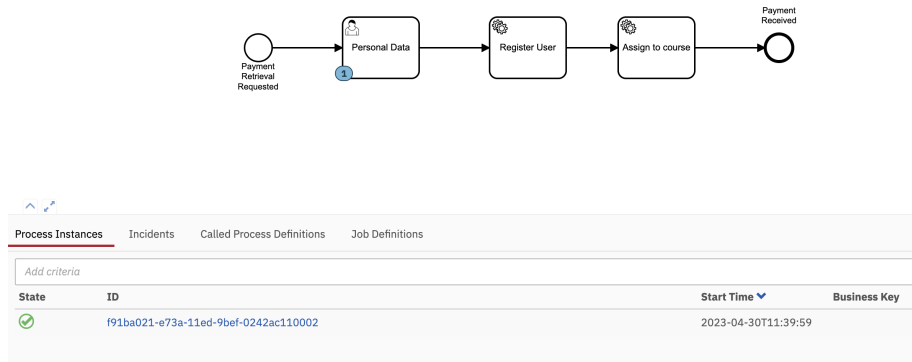 Payment
Received
Personal Data
Register User
Assign to course
Payment
Retrieval
Requested
1
Process Instances Incidents Called Process Definitions Job Definitions
Add criteria
State ID Start Time Business Key
f91ba021-e73a-11ed-9bef-0242ac110002 2023-04-30T11:39:59